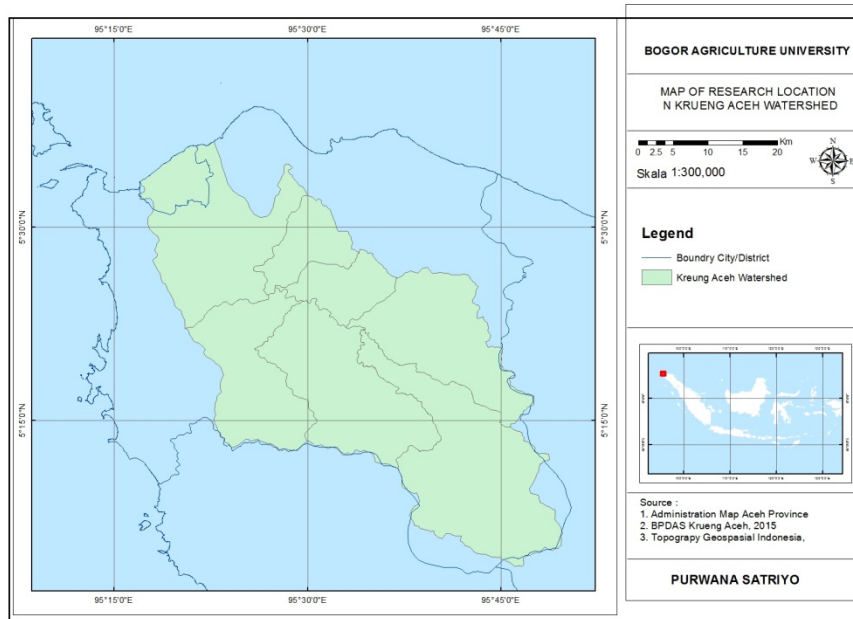 95°15'0"E 95°30'0"E 95°45'0"E
5°30'0"N 5°30'0"N
5°15'0"N 5°15'0"N
95°15'0"E 95°30'0"E 95°45'0"E
BOGOR AGRICULTURE UNIVERSITY
MAP OF RESEARCH LOCATION
N KRUENG ACEH WATERSHED
Km
0 2.5 5 10 15 20
N
W E
S
Skala 1:300,000
Legend
Boundry City/District
Kreung Aceh Watershed
Source :
1. Administration Map Aceh Province
2. BPDAS Krueng Aceh, 2015
3. Topograpy Geospasial Indonesia,
PURWANA SATRIYO